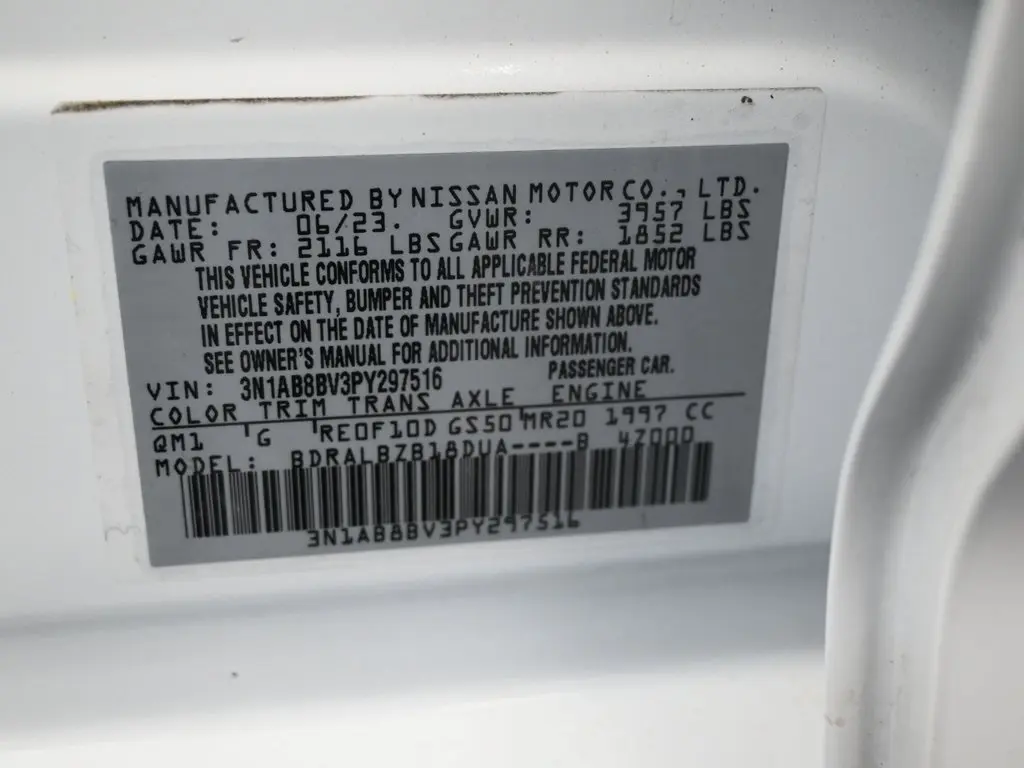 MANUFACTURED BY NISSAN MOTOR CO., LTD.
DATE: 06/23. GVWR: 3957 LBS
GAWR FR: 2116 LBS GAWR RR: 1852 LBS
THIS VEHICLE CONFORMS TO ALL APPLICABLE FEDERAL MOTOR
VEHICLE SAFETY, BUMPER AND THEFT PREVENTION STANDARDS
IN EFFECT ON THE DATE OF MANUFACTURE SHOWN ABOVE.
SEE OWNER'S MANUAL FOR ADDITIONAL INFORMATION.
VIN: 3N1AB8BV3PY297516 PASSENGER CAR.
COLOR TRIM TRANS AXLE ENGINE
QM1 G RE0F10D GS50 MR20 1997 CC
MODEL: BDRALBZB18DUA----B 4Z000
3N1AB8BV3PY297516